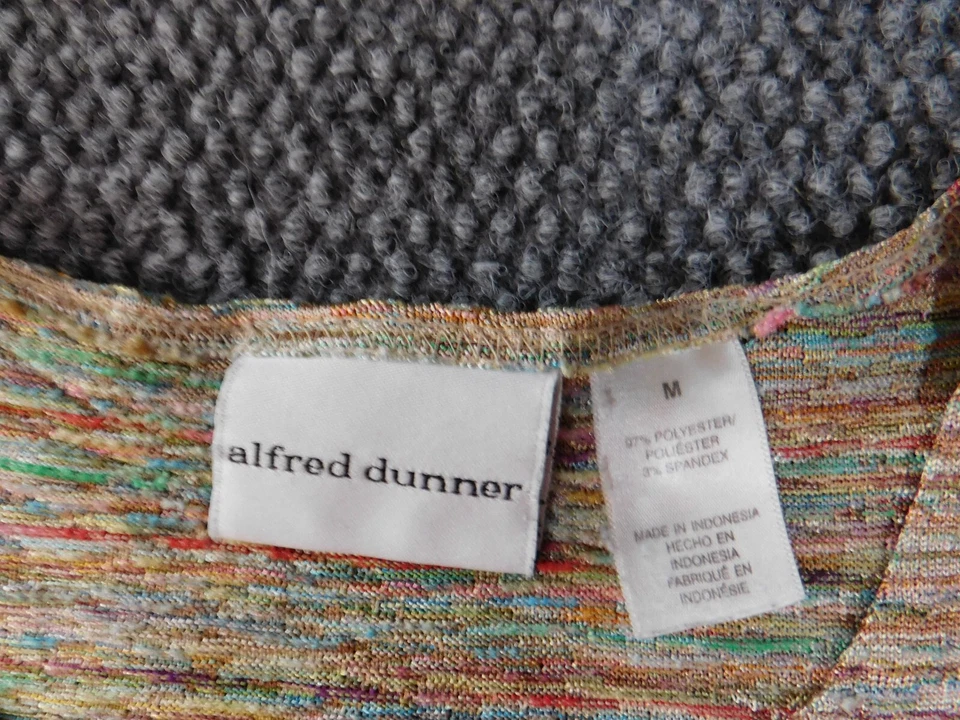 alfred dunner
M
97% POLYESTER/
POLIÉSTER
3% SPANDEX
MADE IN INDONESIA
HECHO EN
INDONESIA
FABRIQUÉ EN
INDONÉSIE